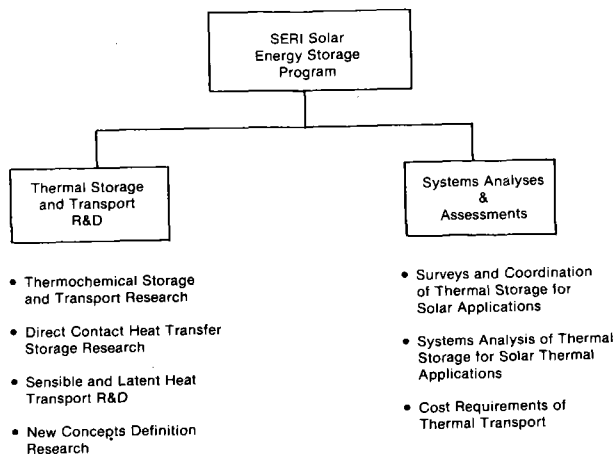 SERI Solar
Energy Storage
Program
Thermal Storage
and Transport
R&D
Systems Analyses
&
Assessments
• Thermochemical Storage
and Transport Research
• Direct Contact Heat Transfer
Storage Research
• Sensible and Latent Heat
Transport R&D
• New Concepts Definition
Research
• Surveys and Coordination
of Thermal Storage for
Solar Applications
• Systems Analysis of Thermal
Storage for Solar Thermal
Applications
• Cost Requirements of
Thermal Transport